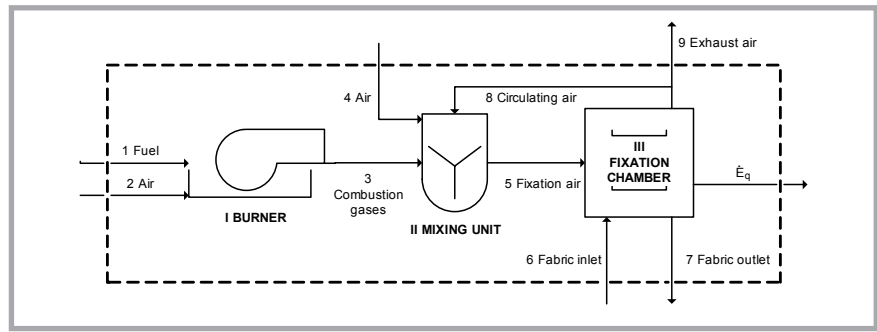 9 Exhaust air
4 Air
8 Circulating air
1 Fuel
2 Air
I BURNER
3
Combustion
gases
II MIXING UNIT
5 Fixation air
III
FIXATION
CHAMBER
Ėq
6 Fabric inlet
7 Fabric outlet